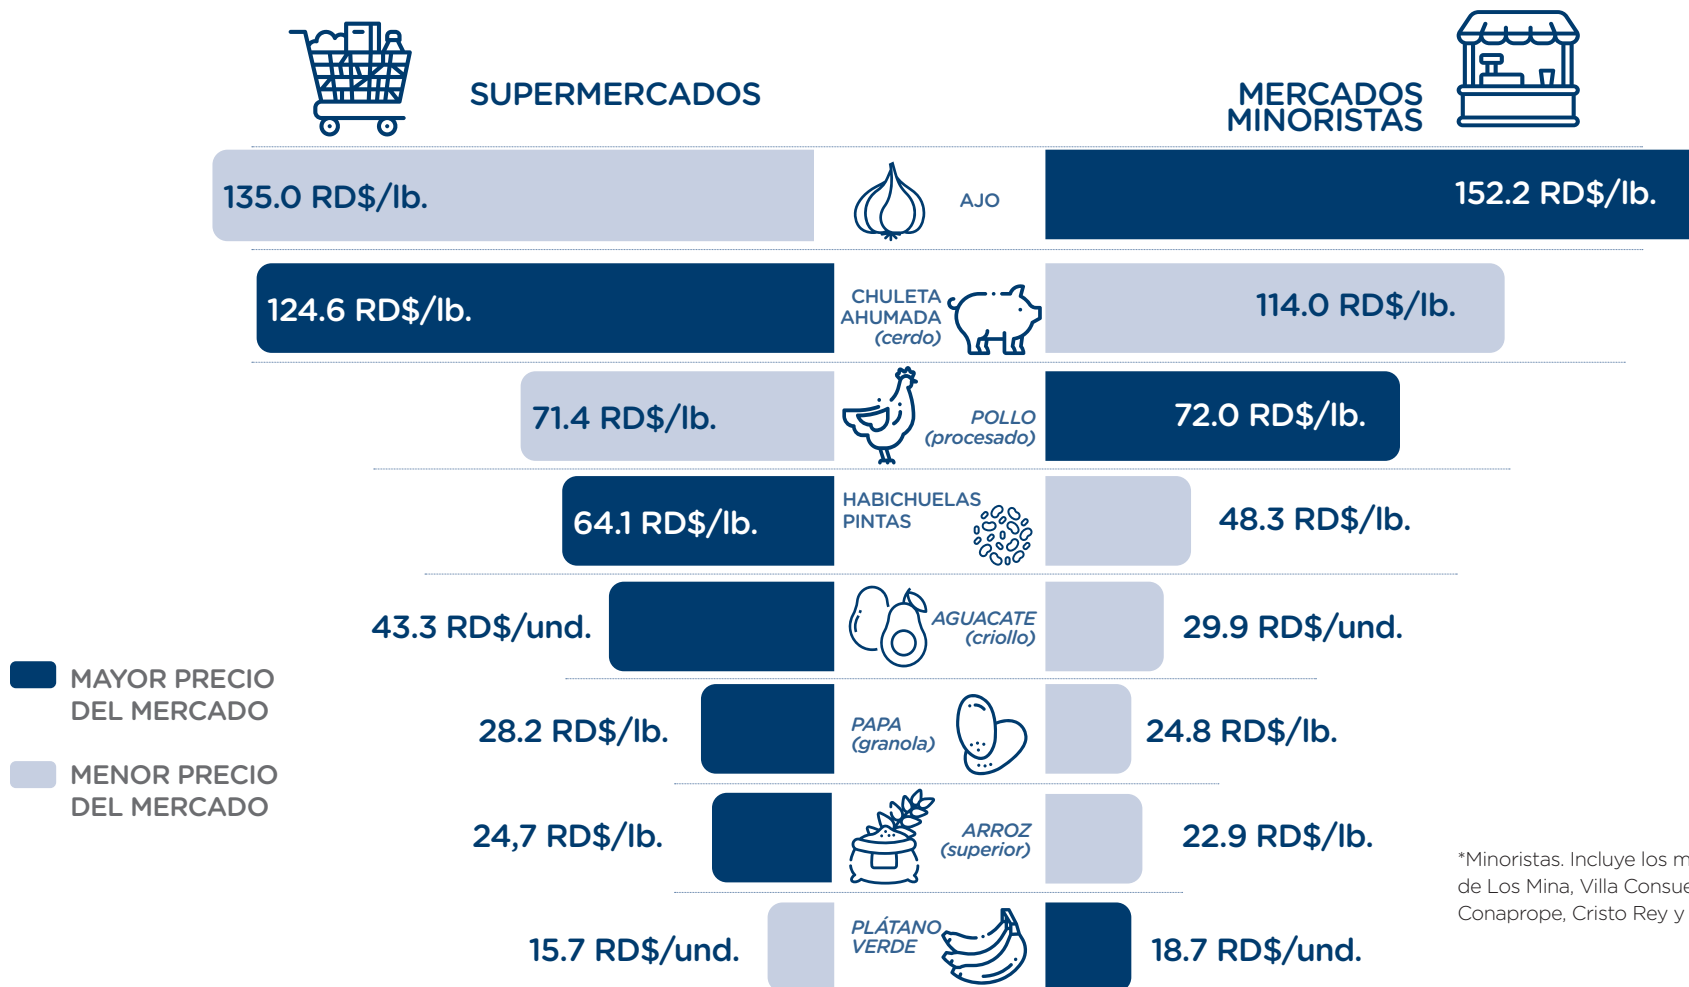 SUPERMERCADOS
MERCADOS
MINORISTAS
135.0 RD$/lb.
AJO
152.2 RD$/lb.
124.6 RD$/lb.
CHULETA
AHUMADA
(cerdo)
114.0 RD$/lb.
71.4 RD$/lb.
POLLO
(procesado)
72.0 RD$/lb.
64.1 RD$/lb.
HABICHUELAS
PINTAS
48.3 RD$/lb.
43.3 RD$/und.
AGUACATE
(criollo)
29.9 RD$/und.
MAYOR PRECIO
DEL MERCADO
28.2 RD$/lb.
PAPA
(granola)
24.8 RD$/lb.
MENOR PRECIO
DEL MERCADO
24,7 RD$/lb.
ARROZ
(superior)
22.9 RD$/lb.
*Minoristas. Incluye los m
de Los Mina, Villa Consue
Conaprope, Cristo Rey y
15.7 RD$/und.
PLÁTANO
VERDE
18.7 RD$/und.